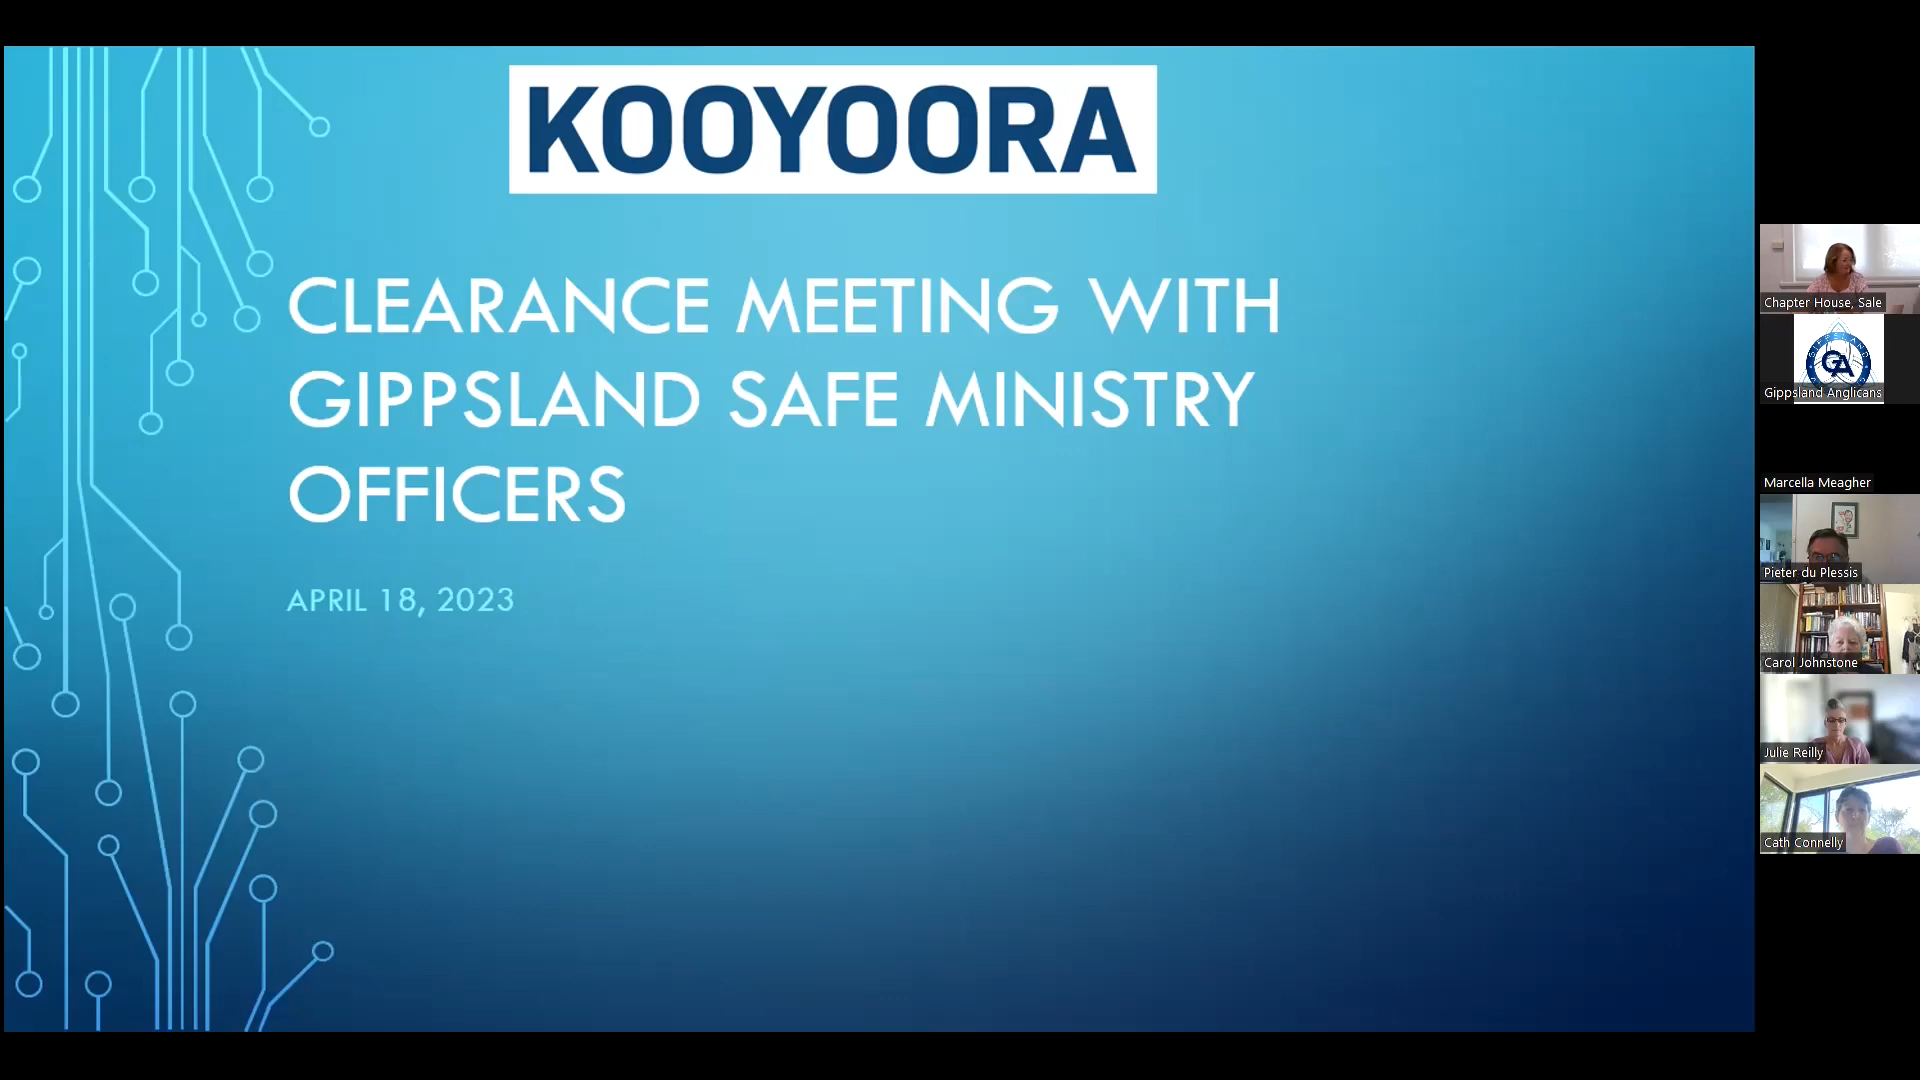 KOOYOORA
CLEARANCE MEETING WITH
GIPPSLAND SAFE MINISTRY
OFFICERS
APRIL 18, 2023
Chapter House, Sale
GIPPSLAND
GA
Gippsland Anglicans
Marcella Meagher
Pieter du Plessis
Carol Johnstone
Julie Reilly
Cath Connelly